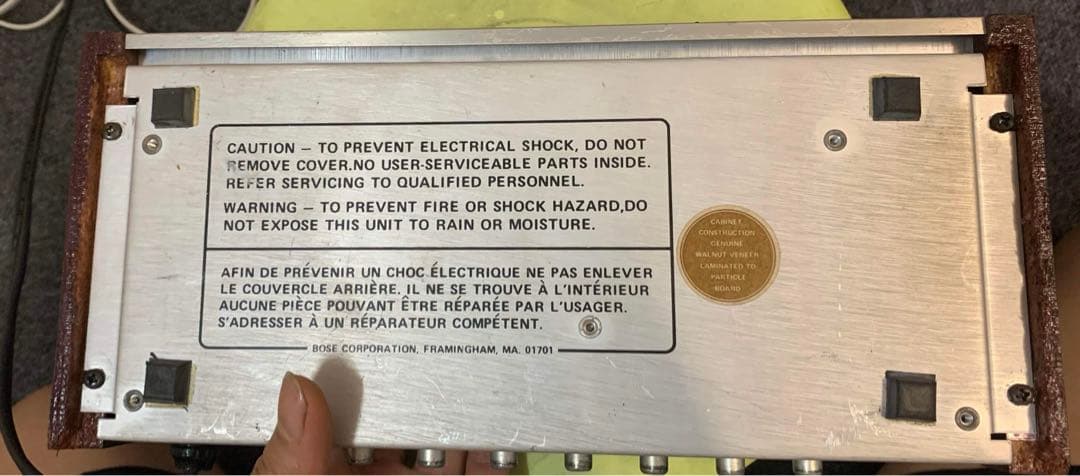 CAUTION – TO PREVENT ELECTRICAL SHOCK, DO NOT
REMOVE COVER.NO USER-SERVICEABLE PARTS INSIDE.
REFER SERVICING TO QUALIFIED PERSONNEL.
WARNING – TO PREVENT FIRE OR SHOCK HAZARD,DO
NOT EXPOSE THIS UNIT TO RAIN OR MOISTURE.
AFIN DE PRÉVENIR UN CHOC ÉLECTRIQUE NE PAS ENLEVER
LE COUVERCLE ARRIÈRE. IL NE SE TROUVE À L'INTÉRIEUR
AUCUNE PIÈCE POUVANT ÊTRE RÉPARÉE PAR L'USAGER.
S'ADRESSER À UN RÉPARATEUR COMPÉTENT.
BOSE CORPORATION, FRAMINGHAM, MA. 01701
CABINET
CONSTRUCTION
GENUINE
WALNUT VENEER
LAMINATED TO
PARTICLE
BOARD